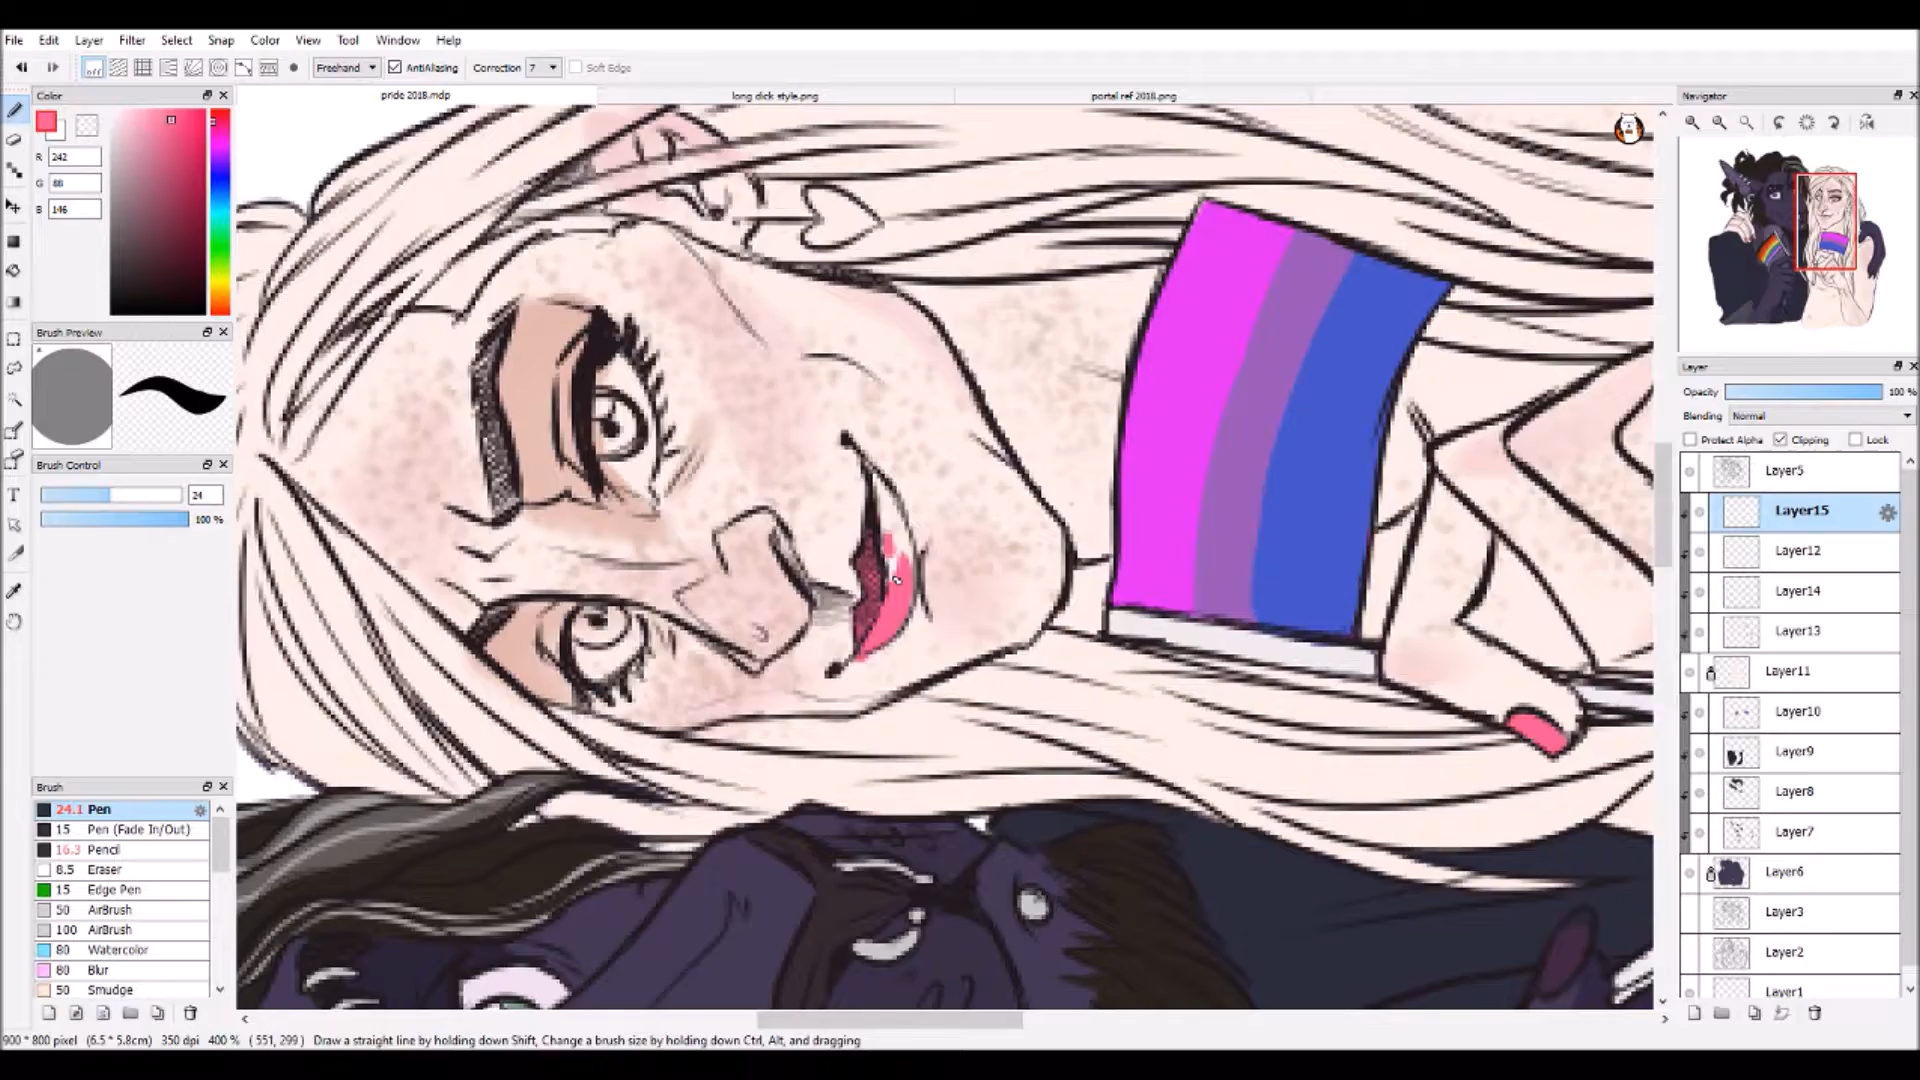 File Edit Layer Filter Select Snap Color View Tool Window Help
off Freehand AntiAliasing Correction 7 Soft Edge
Color
pride 2018.mdp
long dick style.png
portal ref 2018.png
Navigator
R 242
G 88
B 146
Brush Preview
Layer
Opacity 100 %
Blending Normal
Protect Alpha Clipping Lock
Brush Control
24
100 %
Layer5
Layer15
Layer12
Layer14
Layer13
Layer11
Layer10
Layer9
Layer8
Layer7
Layer6
Layer3
Layer2
Layer1
Brush
24.1 Pen
15 Pen (Fade In/Out)
16.3 Pencil
8.5 Eraser
15 Edge Pen
50 AirBrush
100 AirBrush
80 Watercolor
80 Blur
50 Smudge
900 * 800 pixel (6.5 * 5.8cm) 350 dpi 400 % ( 551, 299 ) Draw a straight line by holding down Shift, Change a brush size by holding down Ctrl, Alt, and dragging